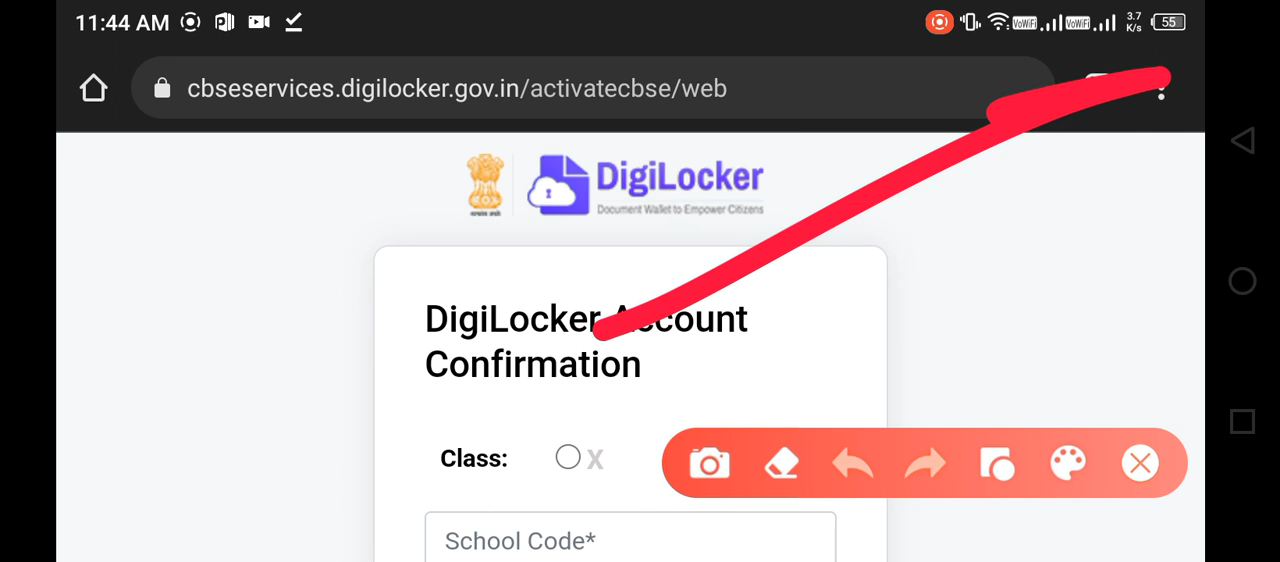 11:44 AM
VoWiFi VoWiFi 3.7 K/s 55
cbseservices.digilocker.gov.in/activatecbse/web
DigiLocker
Document Wallet to Empower Citizens
DigiLocker Account
Confirmation
Class: X
School Code*